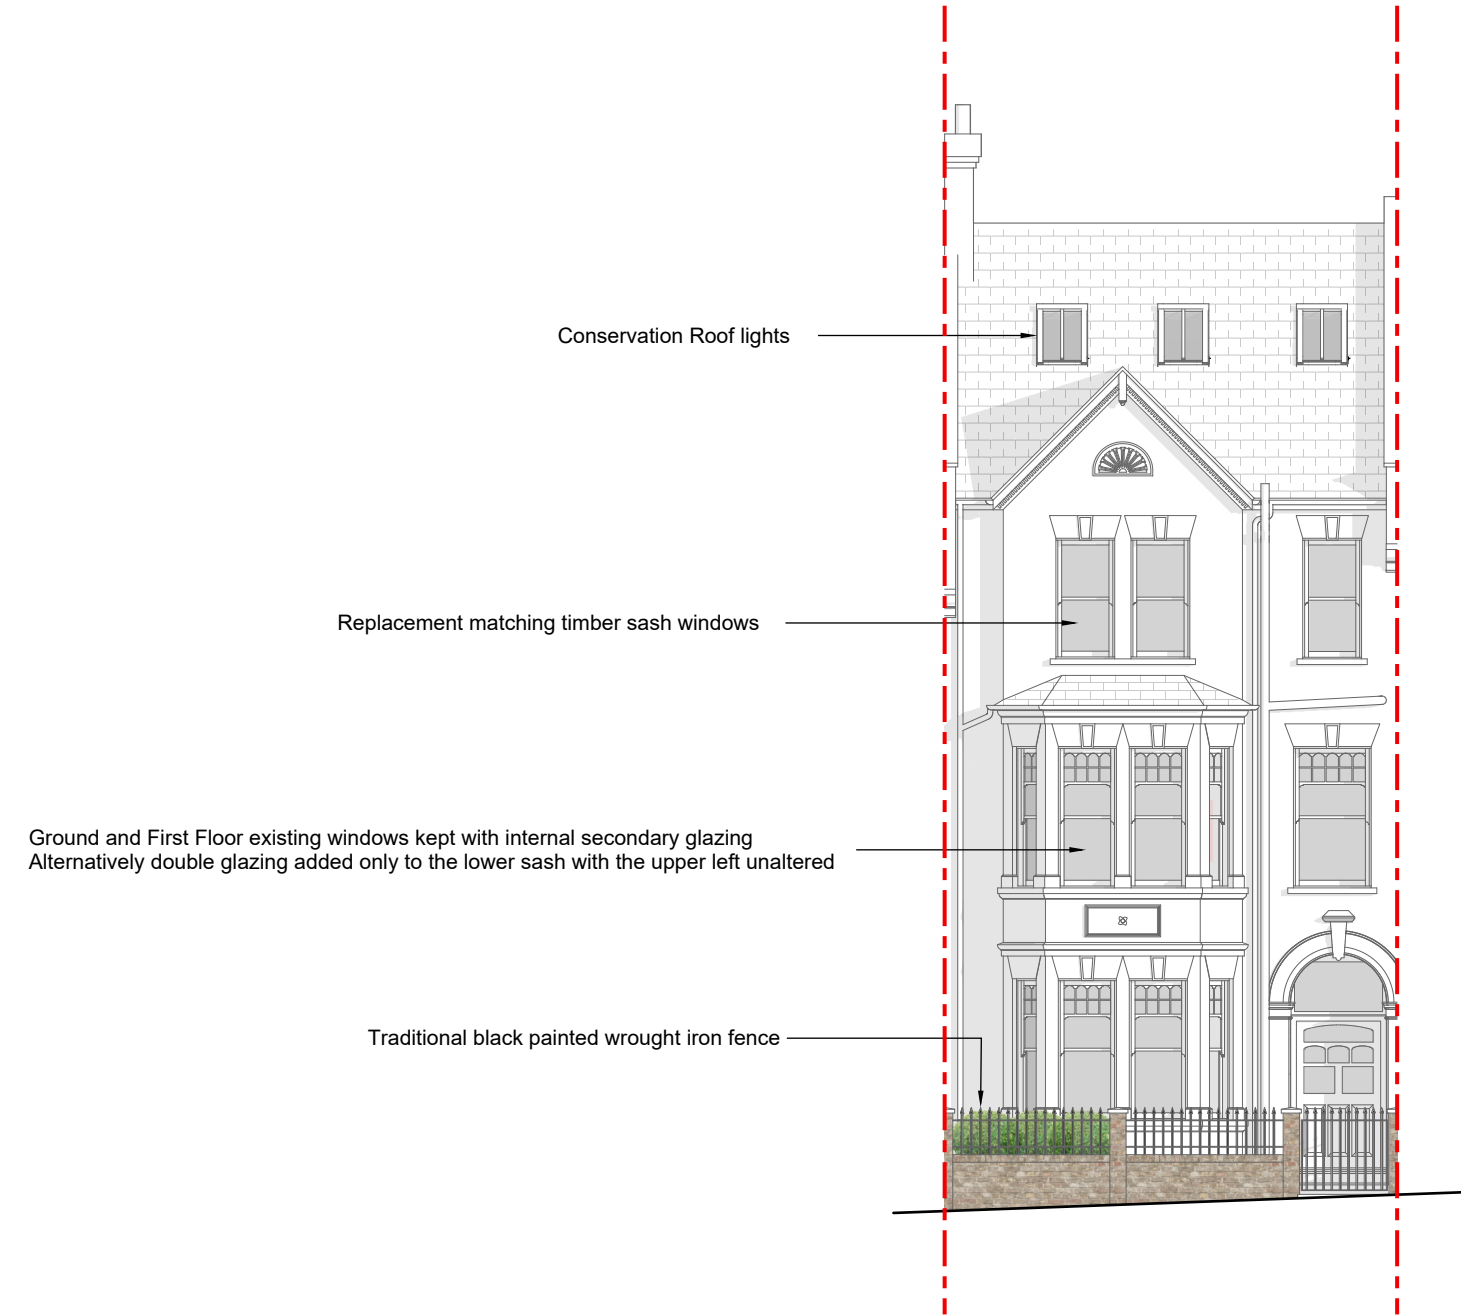 Conservation Roof lights
Replacement matching timber sash windows
Ground and First Floor existing windows kept with internal secondary glazing
Alternatively double glazing added only to the lower sash with the upper left unaltered
Traditional black painted wrought iron fence